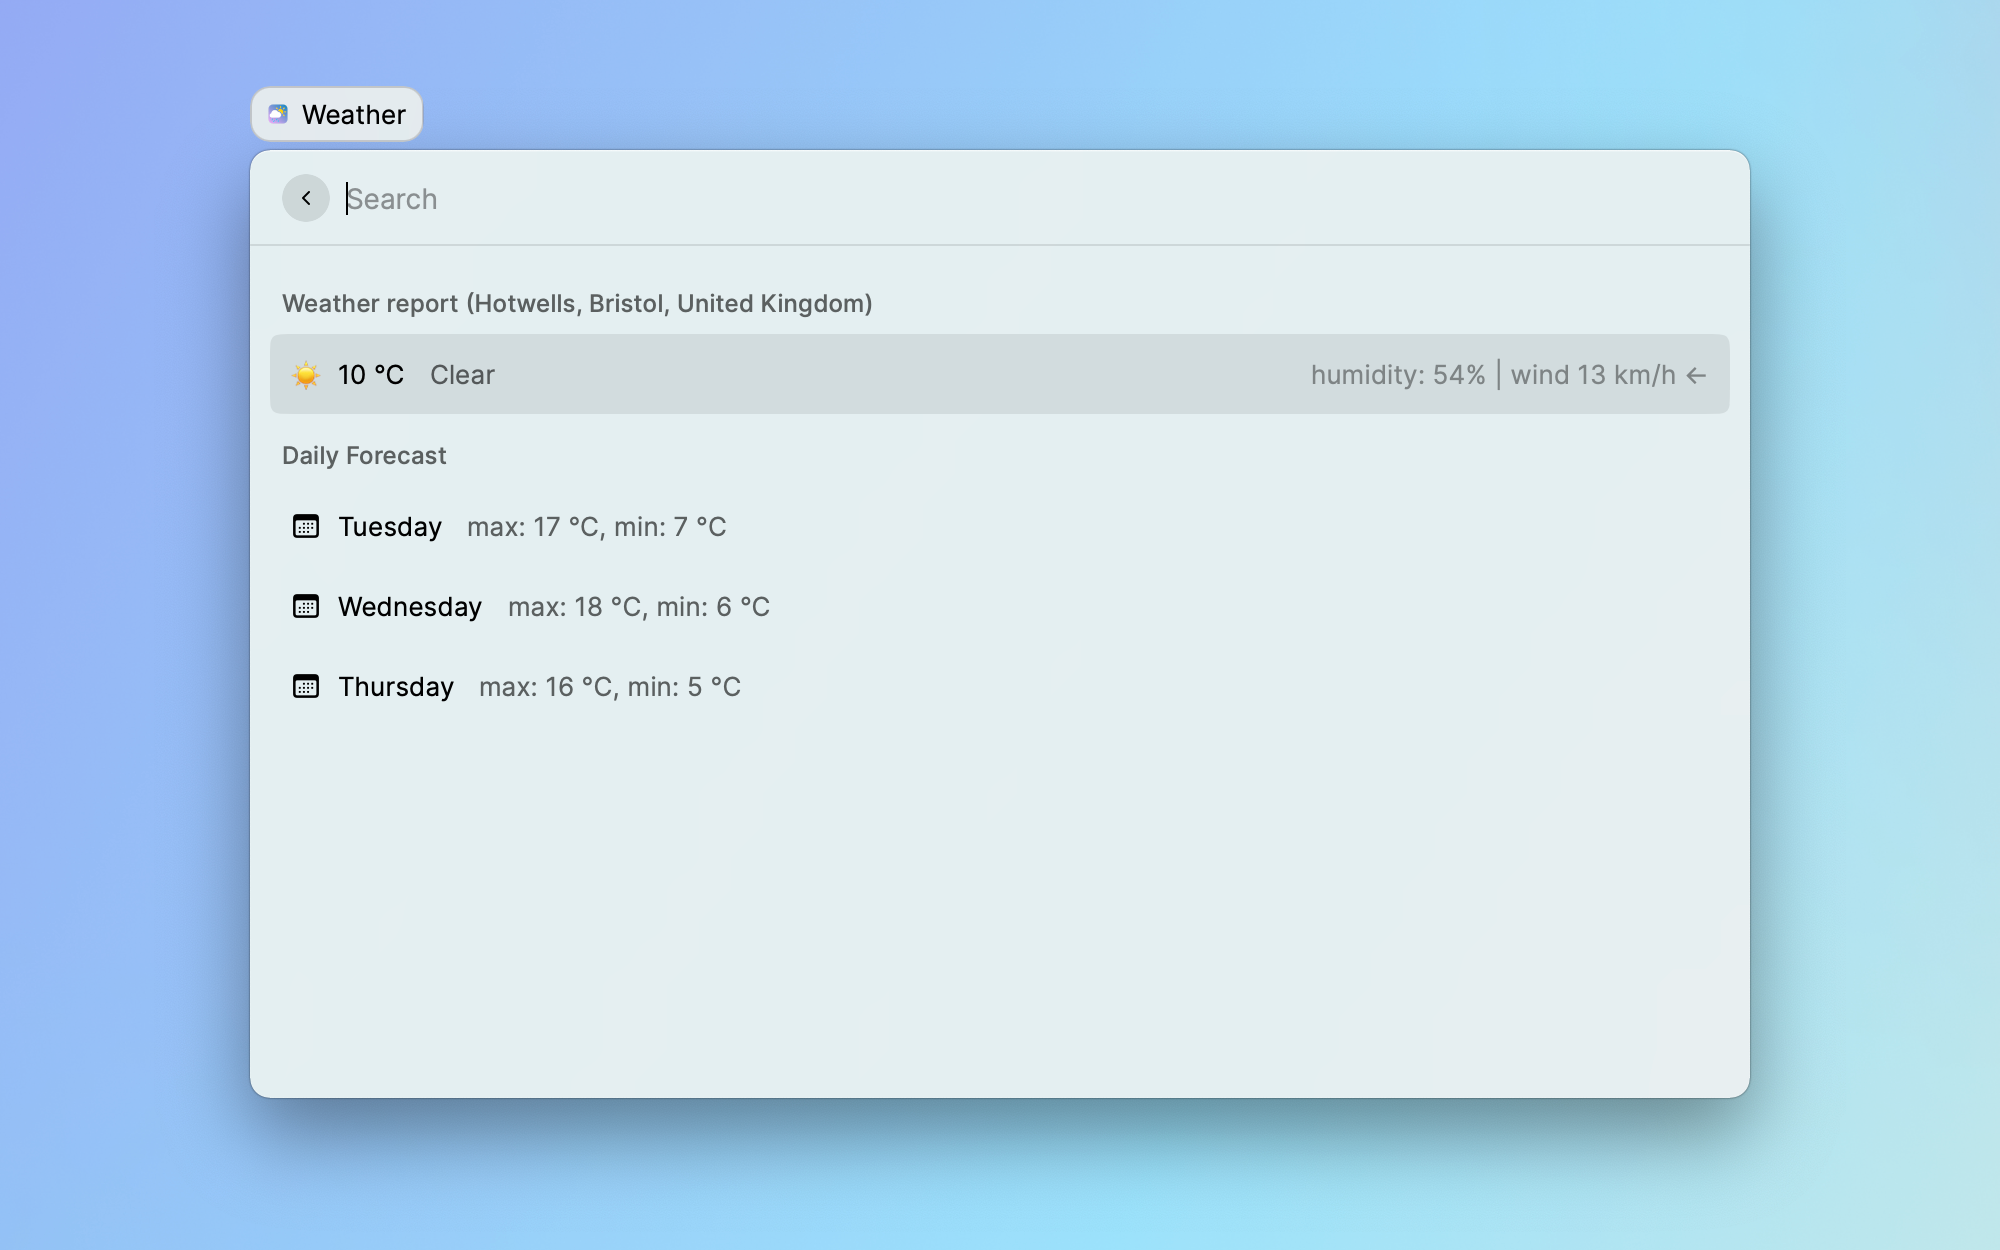 Weather
Search
Weather report (Hotwells, Bristol, United Kingdom)
10 °C Clear humidity: 54% | wind 13 km/h ←
Daily Forecast
Tuesday max: 17 °C, min: 7 °C
Wednesday max: 18 °C, min: 6 °C
Thursday max: 16 °C, min: 5 °C